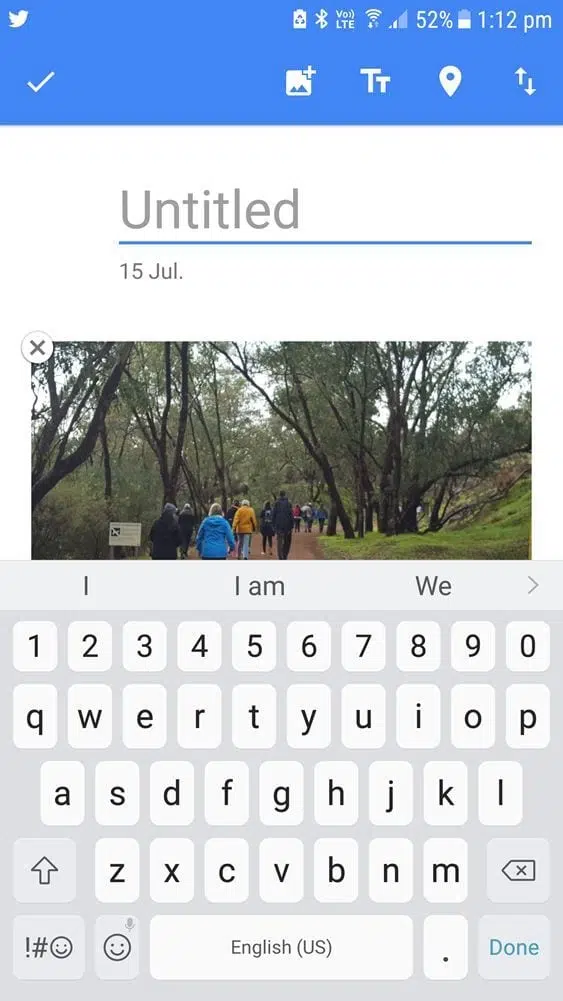 Vo))
LTE
52%
1:12 pm
Untitled
15 Jul.
I
I am
We
1 2 3 4 5 6 7 8 9 0
q w e r t y u i o p
a s d f g h j k l
z x c v b n m
!#☺
English (US)
.
Done